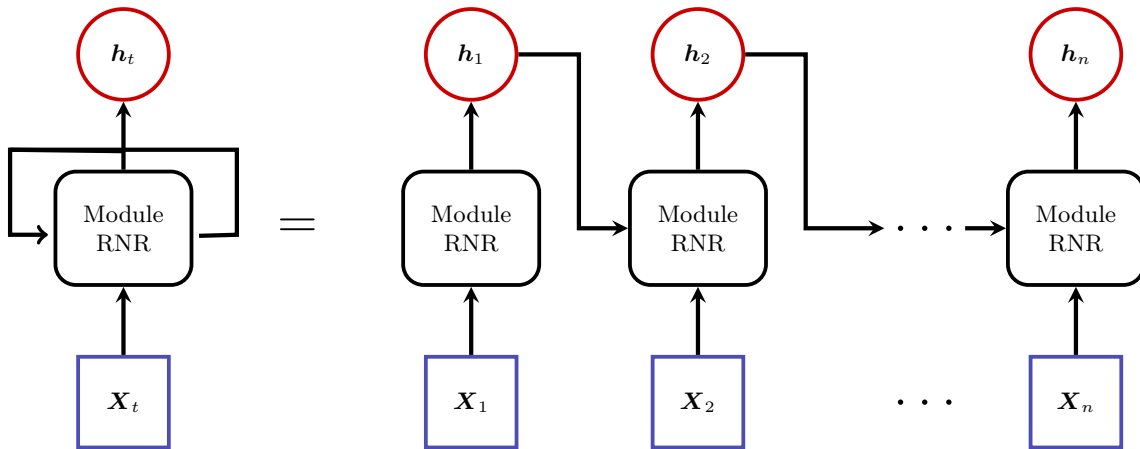 h_t h_1 h_2 h_n
Module Module Module Module
RNR = RNR RNR · · · RNR
X_t X_1 X_2 · · · X_n